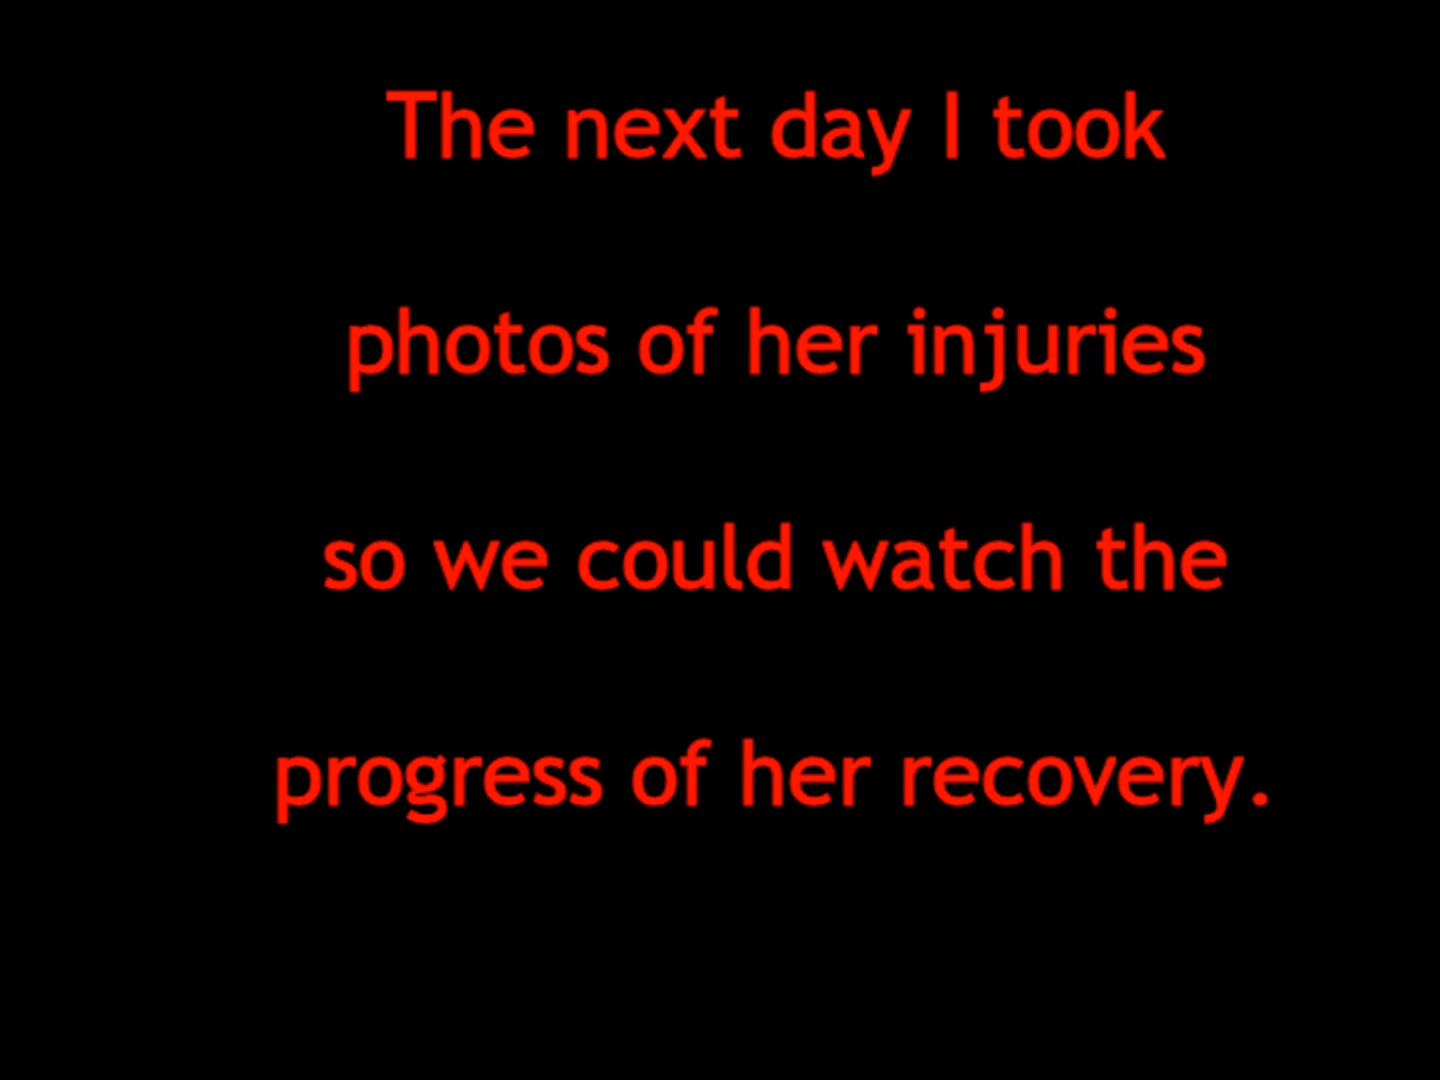 The next day I took
photos of her injuries
so we could watch the
progress of her recovery.